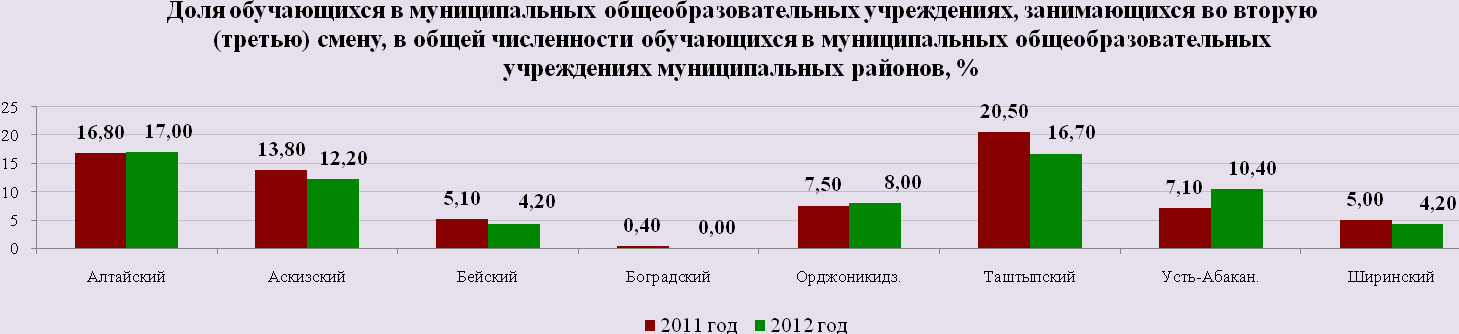 Доля обучающихся в муниципальных общеобразовательных учреждениях, занимающихся во вторую
(третью) смену, в общей численности обучающихся в муниципальных общеобразовательных
учреждениях муниципальных районов, %
25
20
15
10
5
0
16,80 17,00
13,80 12,20
5,10 4,20
0,40 0,00
7,50 8,00
20,50 16,70
7,10 10,40
5,00 4,20
Алтайский Аскизский Бейский Боградский Орджоникидз. Таштыпский Усть-Абакан. Ширинский
2011 год 2012 год